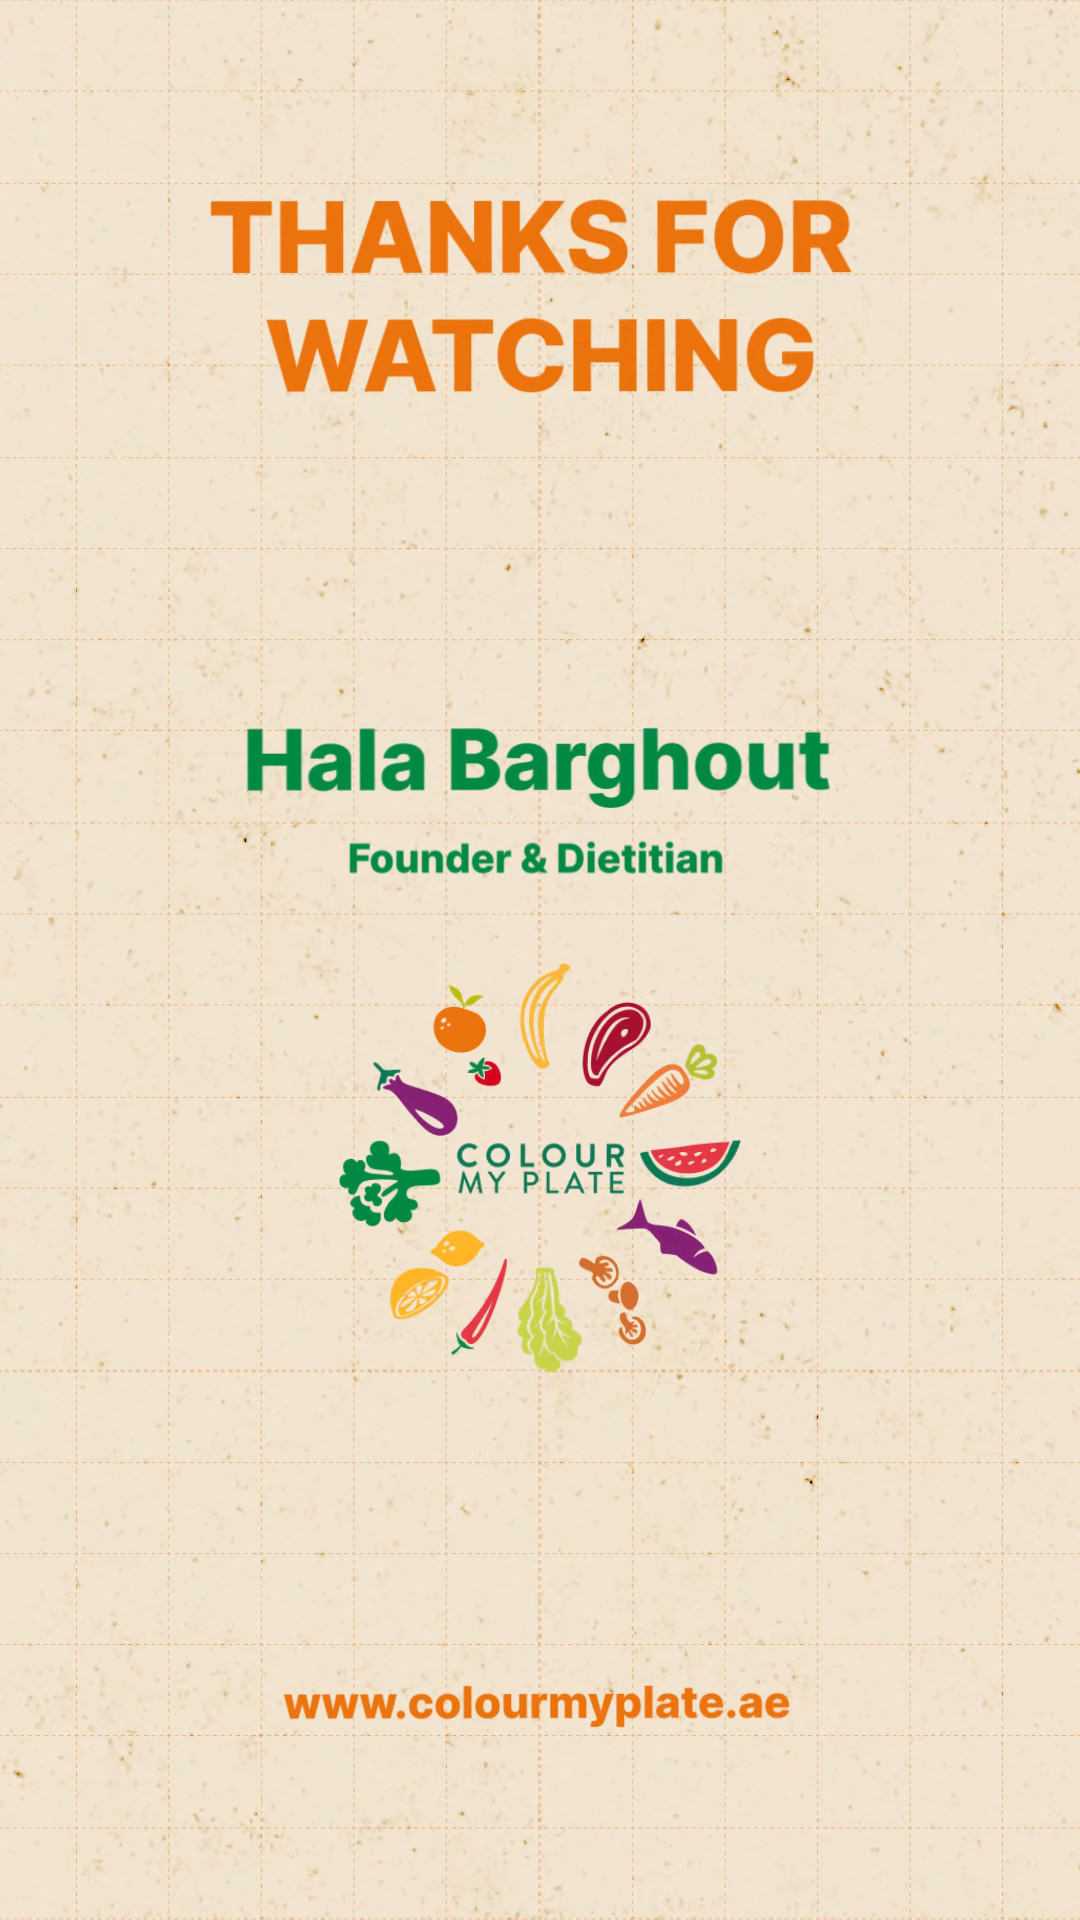 THANKS FOR
WATCHING
Hala Barghout
Founder & Dietitian
COLOUR
MY PLATE
www.colourmyplate.ae